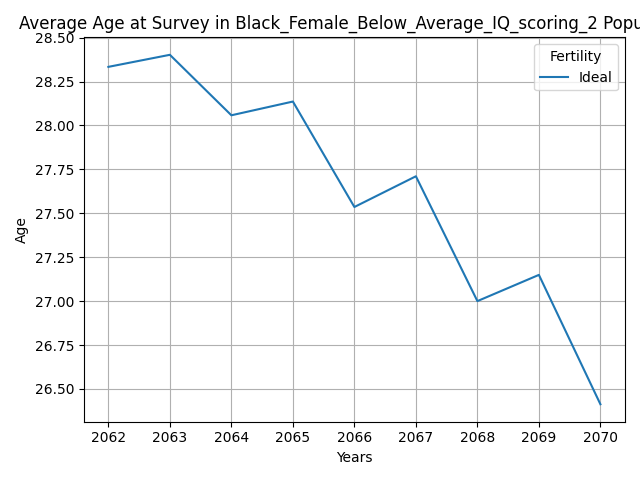 Average Age at Survey in Black_Female_Below_Average_IQ_scoring_2 Popu
28.50
28.25
28.00
27.75
27.50
27.25
27.00
26.75
26.50
Age
Fertility
Ideal
2062 2063 2064 2065 2066 2067 2068 2069 2070
Years